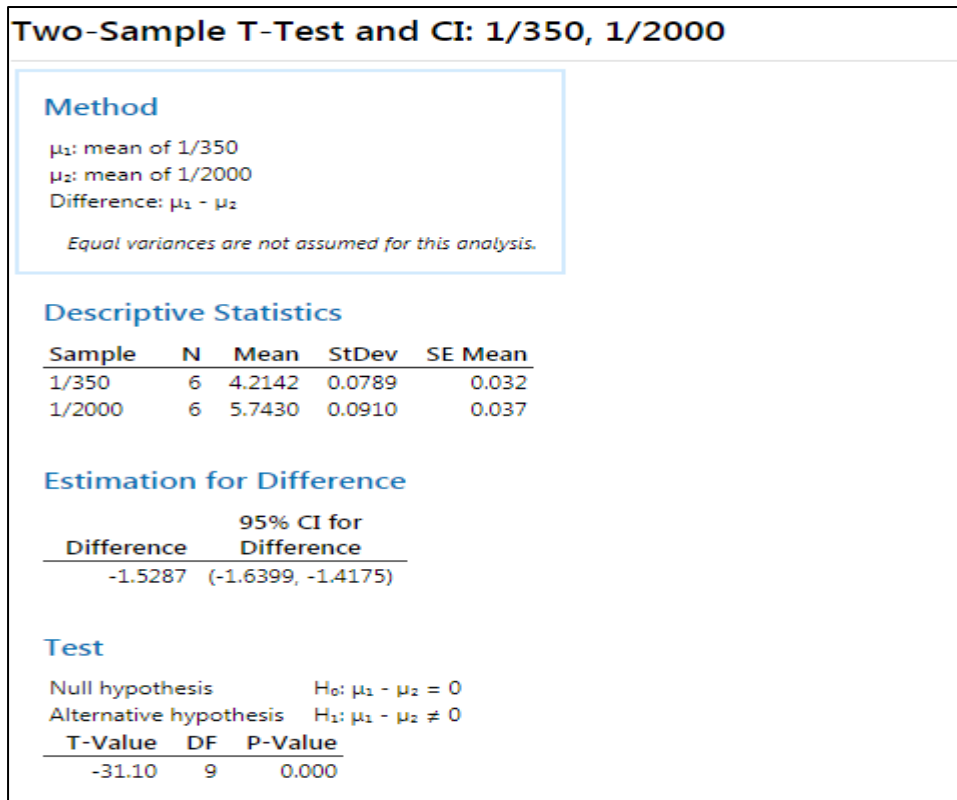 Two-Sample T-Test and CI: 1/350, 1/2000
Method
μ₁: mean of 1/350
μ₂: mean of 1/2000
Difference: μ₁ - μ₂
Equal variances are not assumed for this analysis.
Descriptive Statistics
Sample N Mean StDev SE Mean
1/350 6 4.2142 0.0789 0.032
1/2000 6 5.7430 0.0910 0.037
Estimation for Difference
95% CI for
Difference Difference
-1.5287 (-1.6399, -1.4175)
Test
Null hypothesis H₀: μ₁ - μ₂ = 0
Alternative hypothesis H₁: μ₁ - μ₂ ≠ 0
T-Value DF P-Value
-31.10 9 0.000